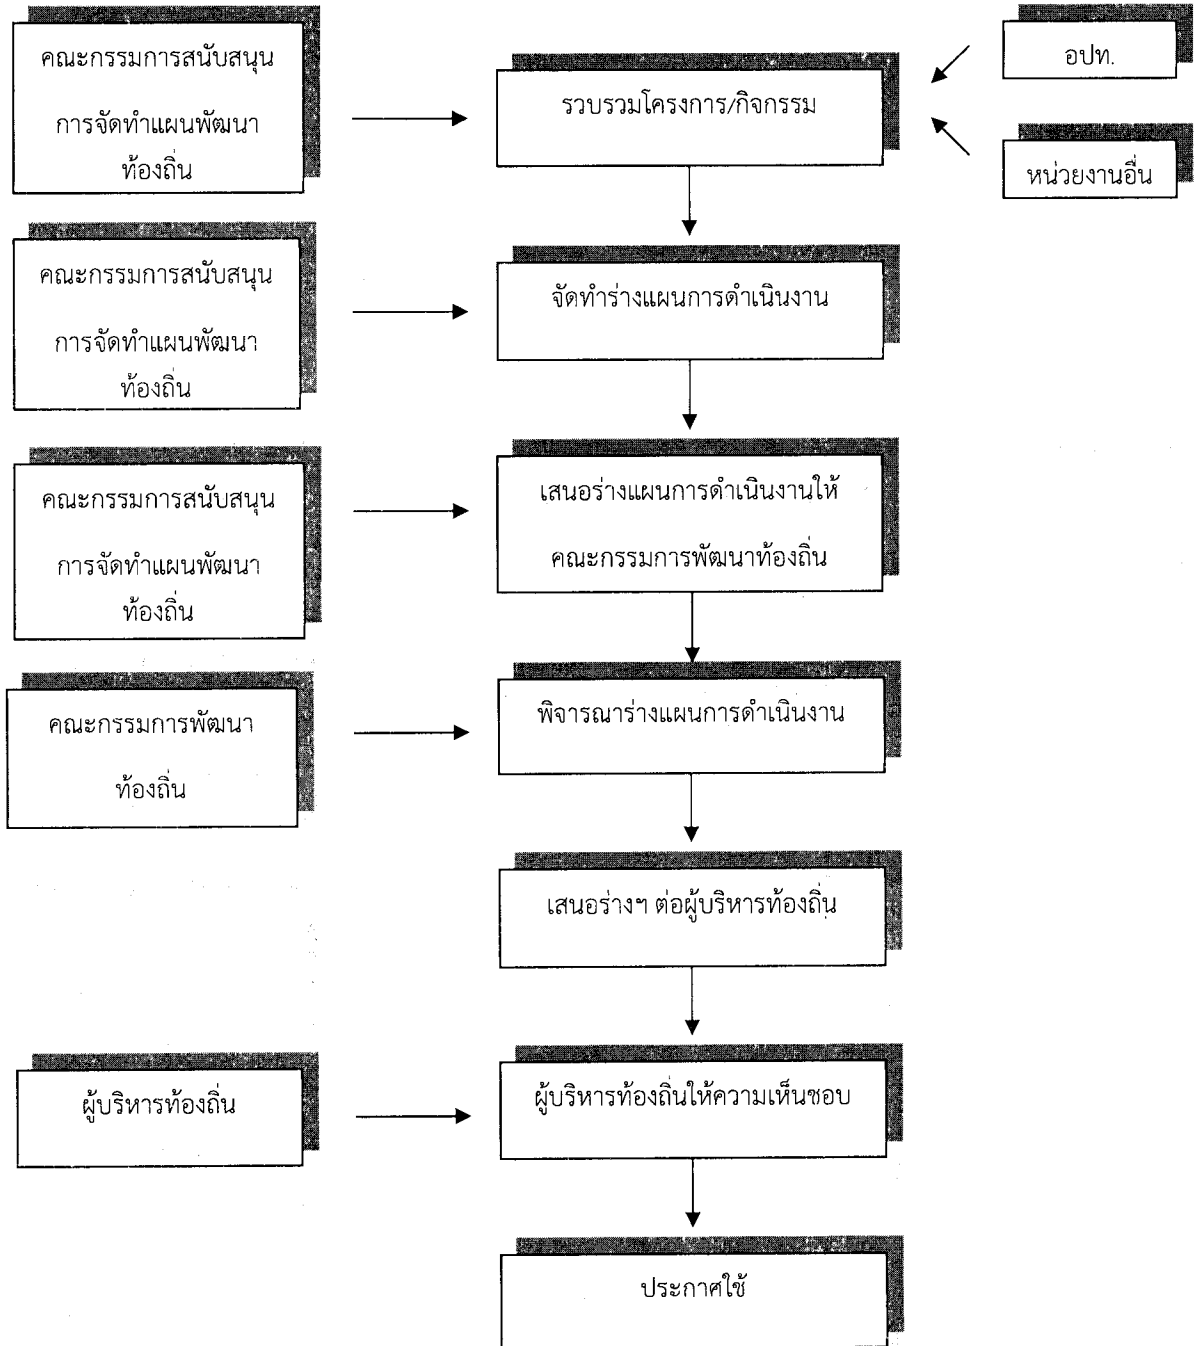 คณะกรรมการสนับสนุน
การจัดทำแผนพัฒนา
ท้องถิ่น
รวบรวมโครงการ/กิจกรรม
อปท.
หน่วยงานอื่น
คณะกรรมการสนับสนุน
การจัดทำแผนพัฒนา
ท้องถิ่น
จัดทำร่างแผนการดำเนินงาน
คณะกรรมการสนับสนุน
การจัดทำแผนพัฒนา
ท้องถิ่น
เสนอร่างแผนการดำเนินงานให้
คณะกรรมการพัฒนาท้องถิ่น
คณะกรรมการพัฒนา
ท้องถิ่น
พิจารณาร่างแผนการดำเนินงาน
เสนอร่างฯ ต่อผู้บริหารท้องถิ่น
ผู้บริหารท้องถิ่น
ผู้บริหารท้องถิ่นให้ความเห็นชอบ
ประกาศใช้